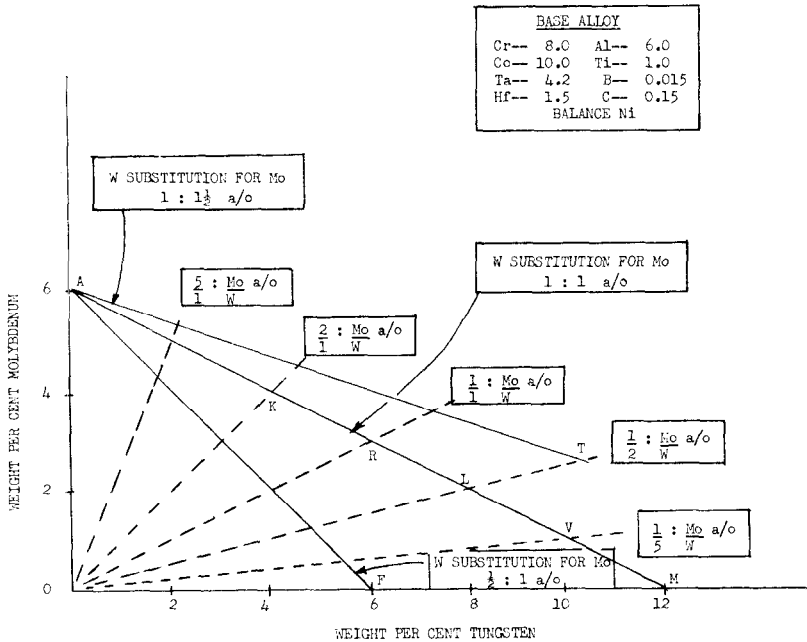 BASE ALLOY
Cr-- 8.0 Al-- 6.0
Co-- 10.0 Ti-- 1.0
Ta-- 4.2 B-- 0.015
Hf-- 1.5 C-- 0.15
BALANCE Ni
W SUBSTITUTION FOR Mo
1 : 1½ a/o
A
5/1 : Mo/W a/o
W SUBSTITUTION FOR Mo
1 : 1 a/o
2/1 : Mo/W a/o
1/1 : Mo/W a/o
K
R
T
1/2 : Mo/W a/o
L
V
1/5 : Mo/W a/o
W SUBSTITUTION FOR Mo
½ : 1 a/o
F
M
6
4
2
0
2 4 6 8 10 12
WEIGHT PER CENT MOLYBDENUM
WEIGHT PER CENT TUNGSTEN